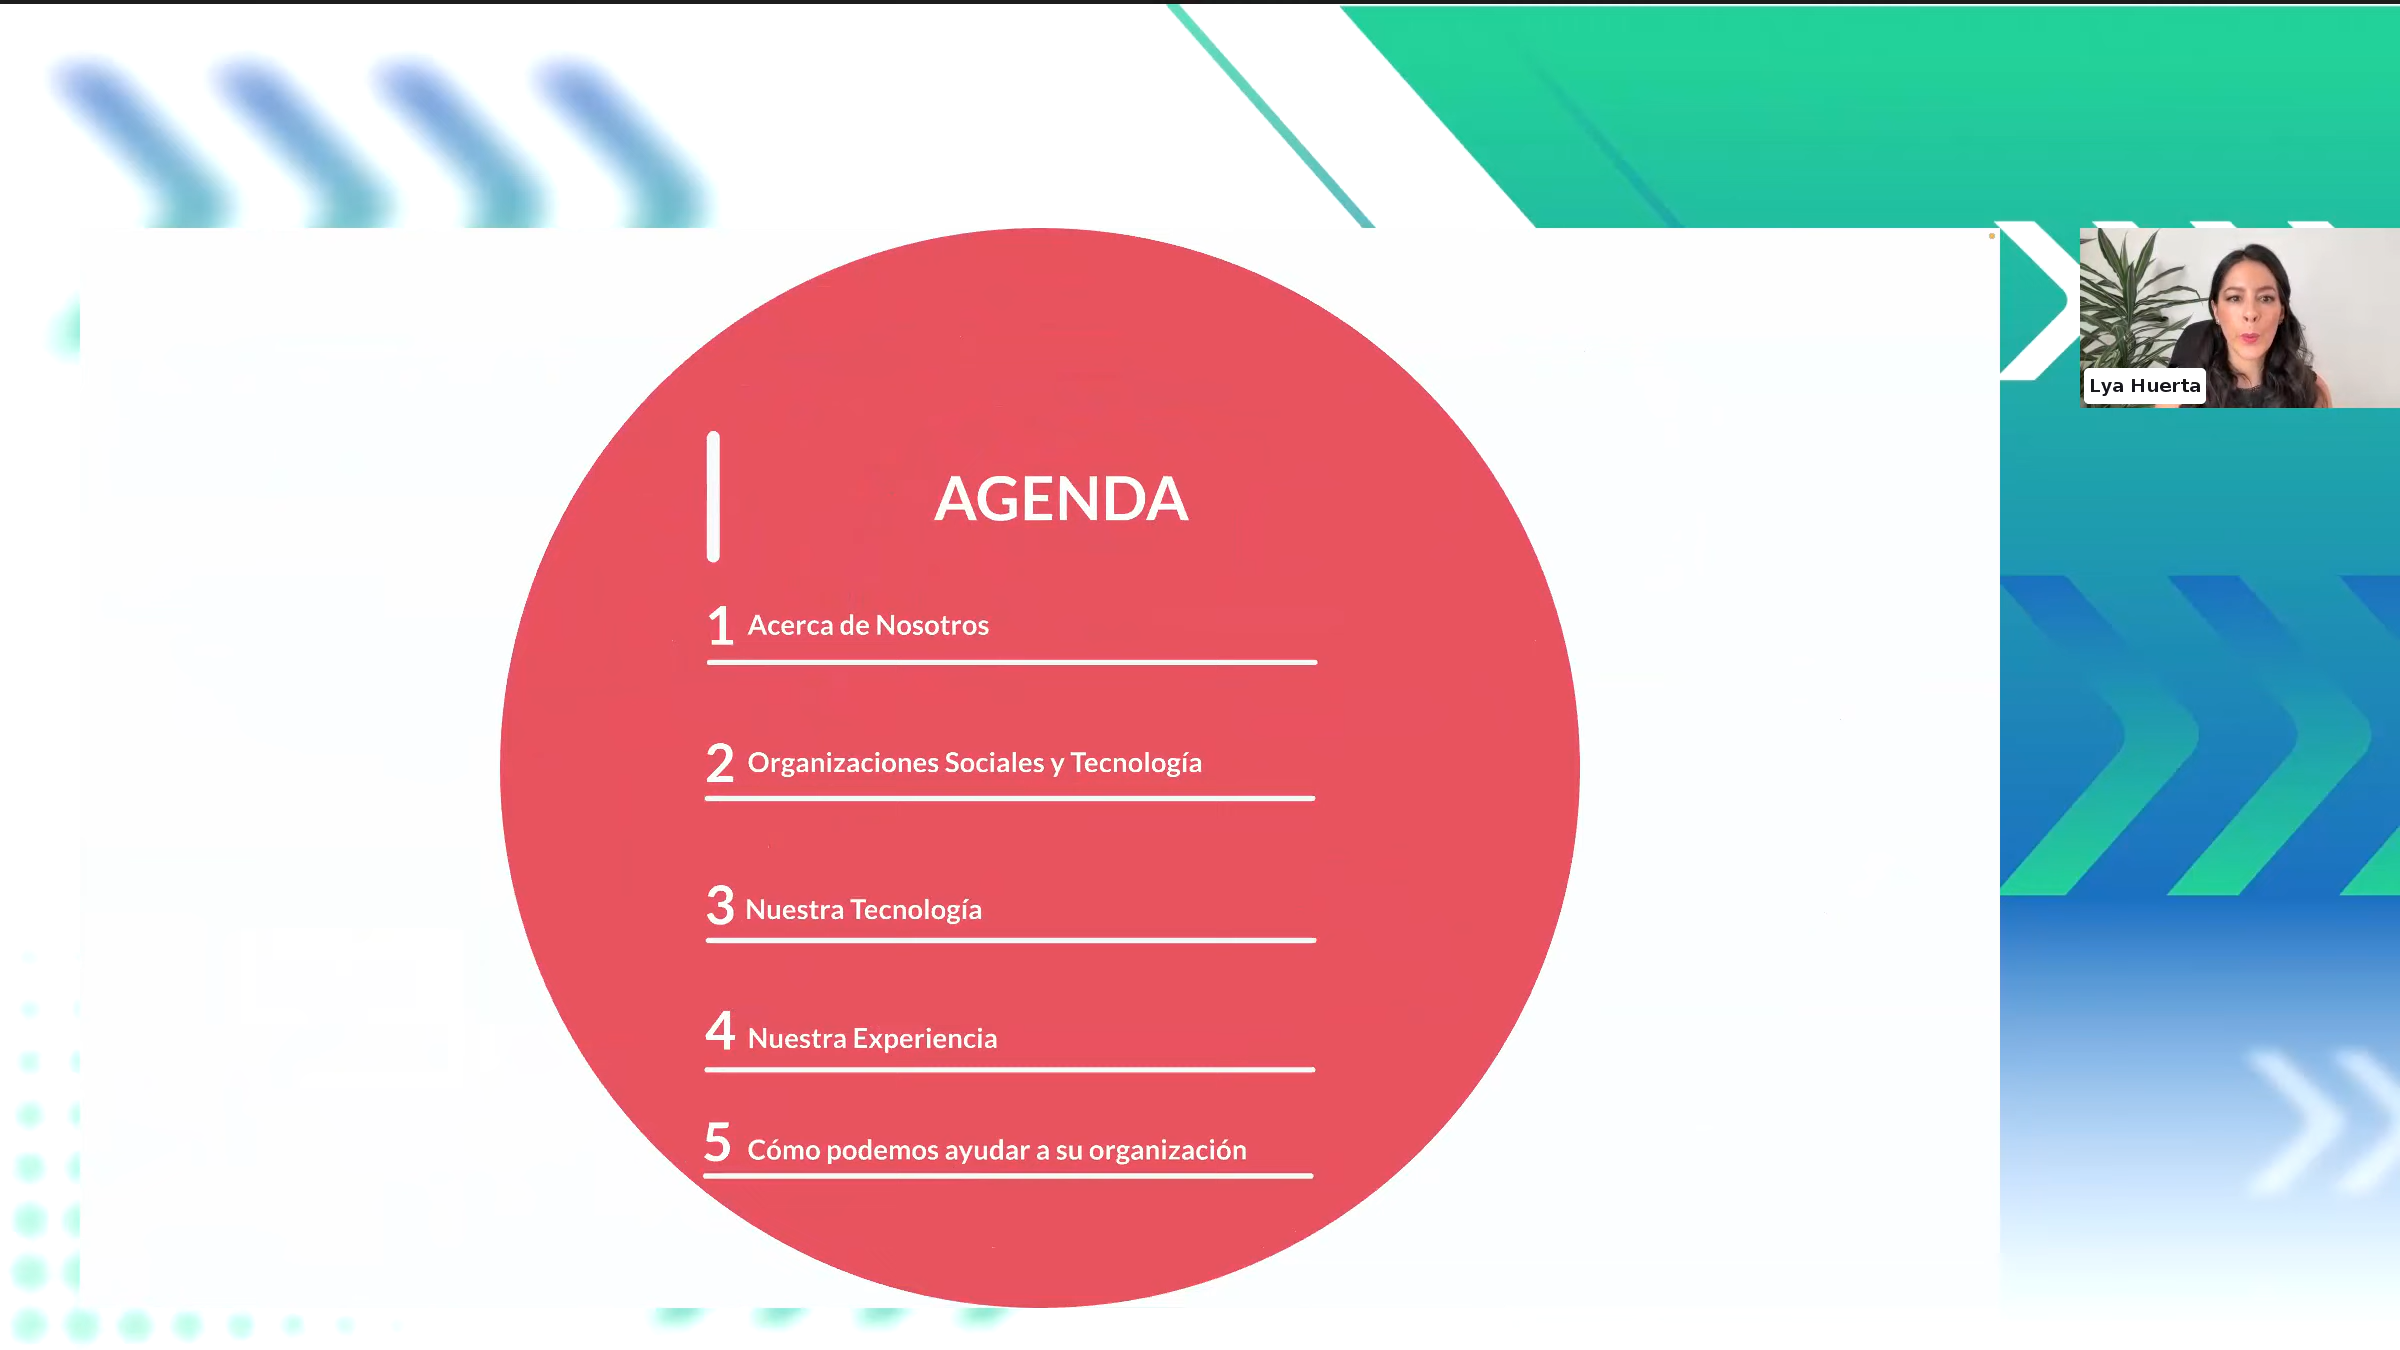 AGENDA
1 Acerca de Nosotros
2 Organizaciones Sociales y Tecnología
3 Nuestra Tecnología
4 Nuestra Experiencia
5 Cómo podemos ayudar a su organización
Lya Huerta